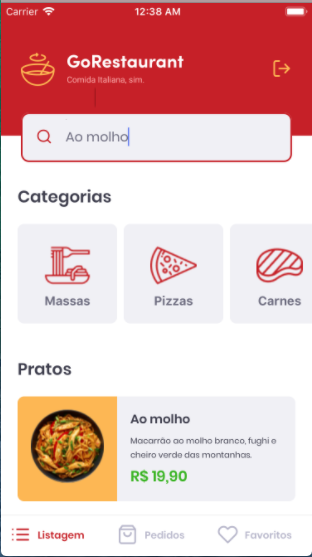 Carrier 12:38 AM
GoRestaurant
Comida Italiana, sim.
Ao molho
Categorias
Massas Pizzas Carnes
Pratos
Ao molho
Macarrão ao molho branco, fughi e
cheiro verde das montanhas.
R$ 19,90
Listagem Pedidos Favoritos